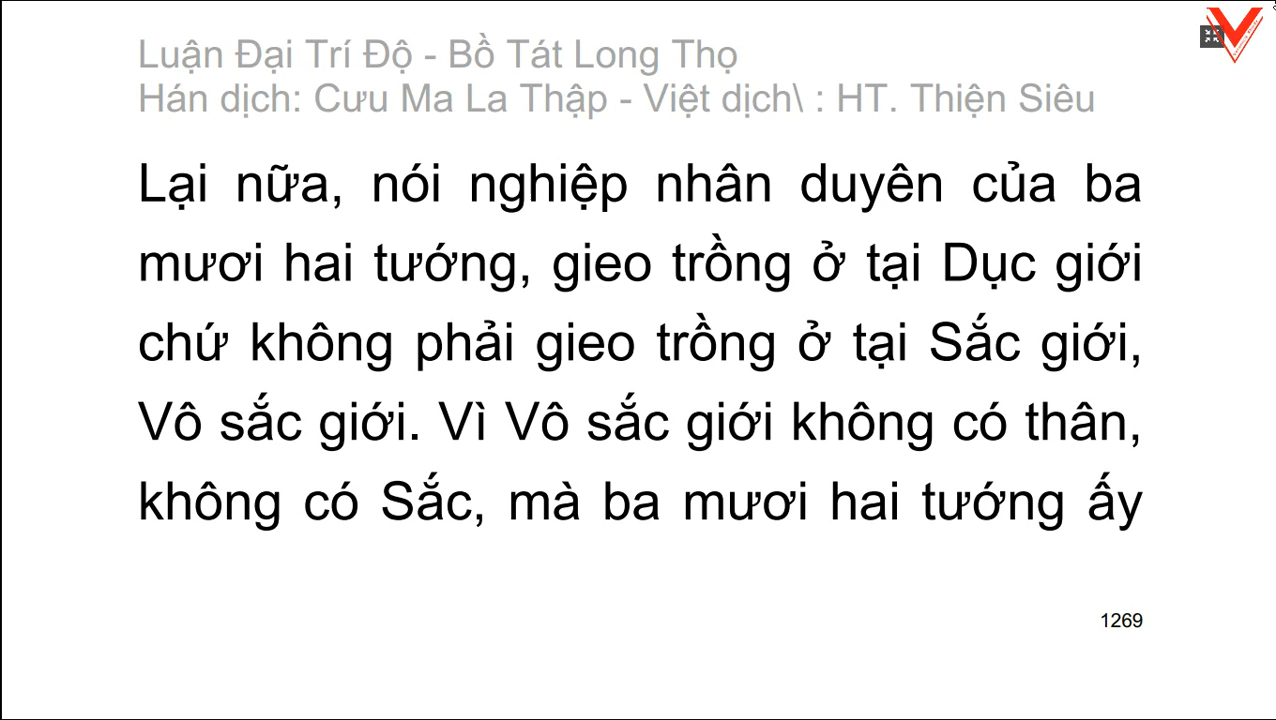 Luận Đại Trí Độ - Bồ Tát Long Thọ
Hán dịch: Cưu Ma La Thập - Việt dịch\ : HT. Thiện Siêu
Lại nữa, nói nghiệp nhân duyên của ba
mươi hai tướng, gieo trồng ở tại Dục giới
chứ không phải gieo trồng ở tại Sắc giới,
Vô sắc giới. Vì Vô sắc giới không có thân,
không có Sắc, mà ba mươi hai tướng ấy
1269